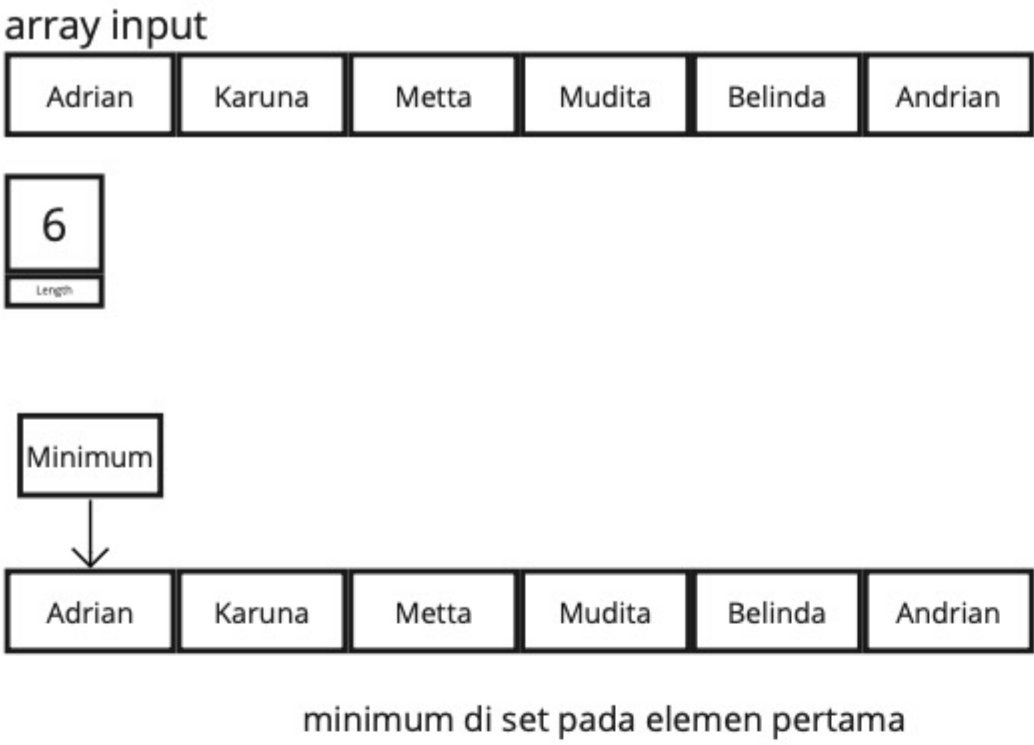 array input
Adrian Karuna Metta Mudita Belinda Andrian
6
Length
Minimum
Adrian Karuna Metta Mudita Belinda Andrian
minimum di set pada elemen pertama